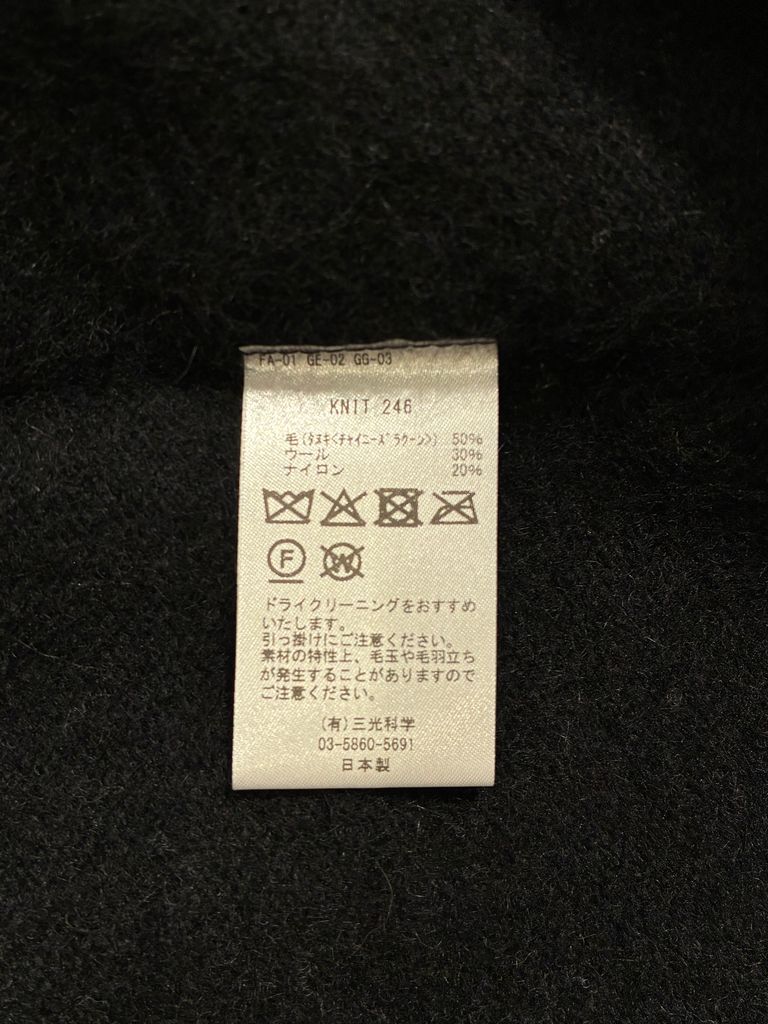 FA-01 GE-02 GG-03
KNIT 246
毛(ﾀﾇｷ<ﾁｬｲﾆｰｽﾞﾗｸｰﾝ>) 50%
ウール 30%
ナイロン 20%
F W
ドライクリーニングをおすすめ
いたします。
引っ掛けにご注意ください。
素材の特性上、毛玉や毛羽立ち
が発生することがありますので
ご注意ください。
(有)三光科学
03-5860-5691
日本製